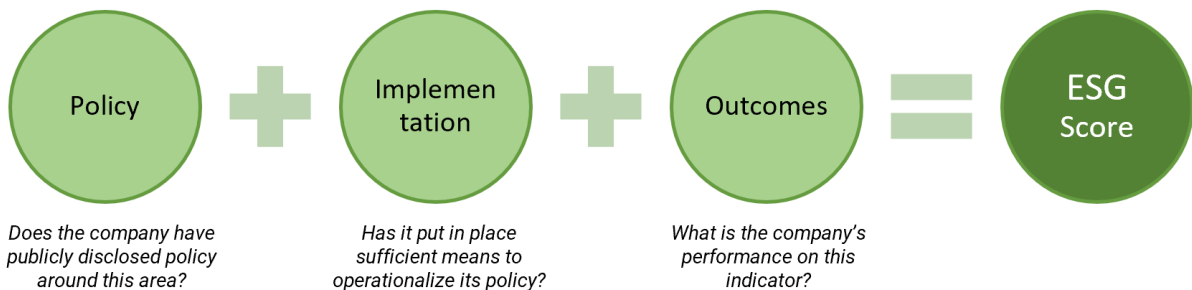 Policy
Implemen
tation
Outcomes
ESG
Score
Does the company have
publicly disclosed policy
around this area?
Has it put in place
sufficient means to
operationalize its policy?
What is the company's
performance on this
indicator?